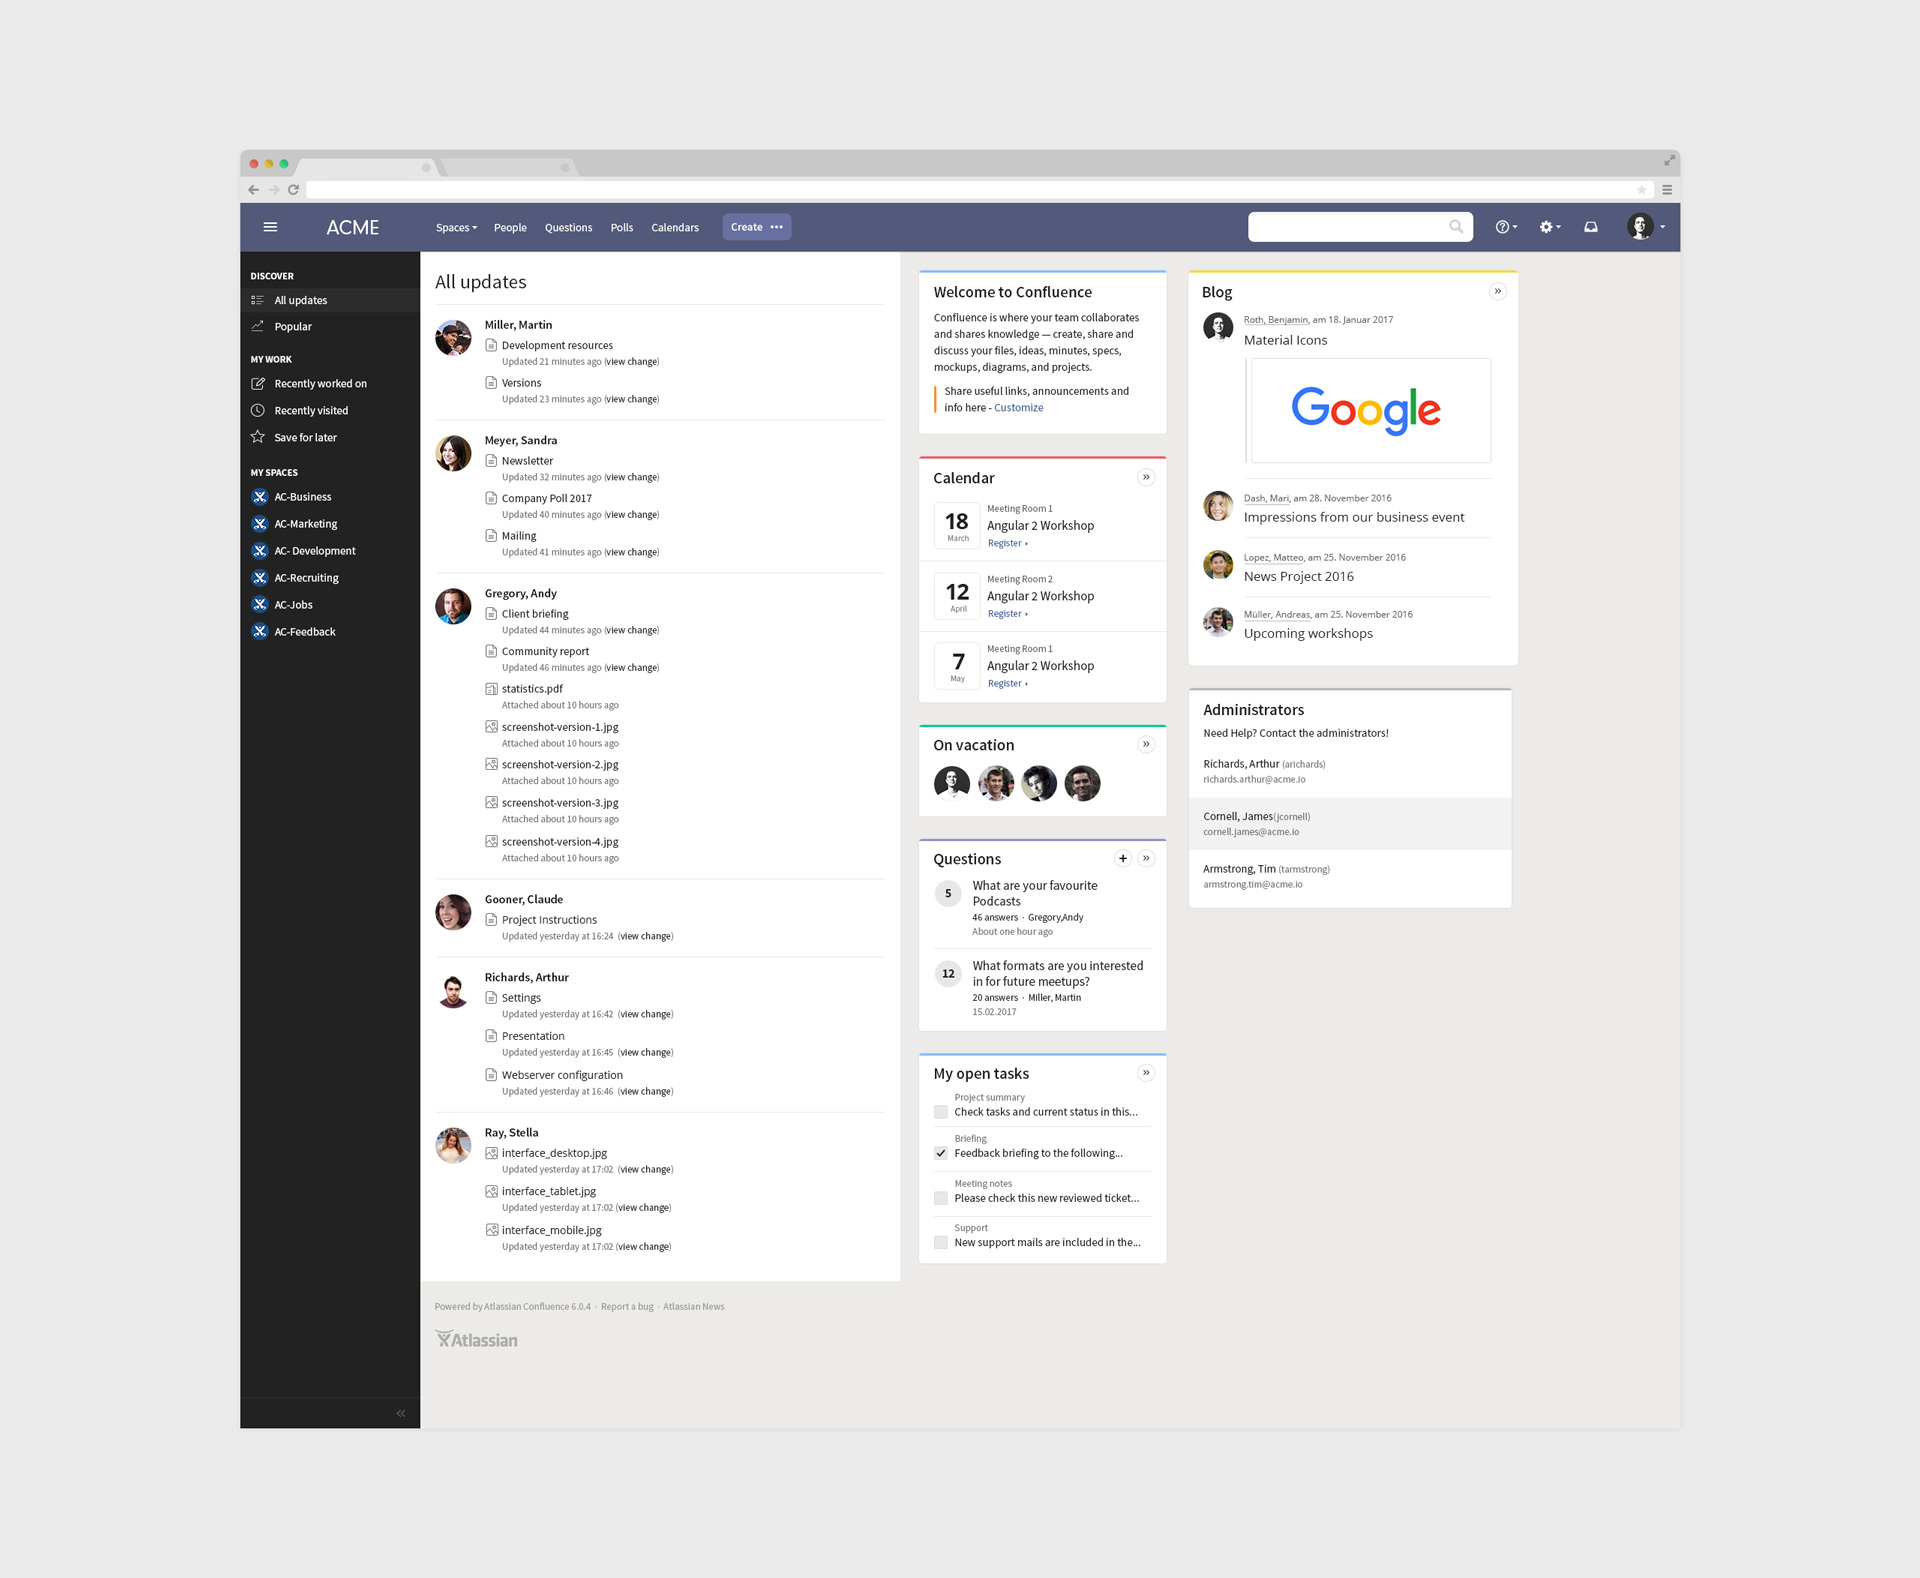 ACME
Spaces
People
Questions
Polls
Calendars
Create
DISCOVER
All updates
Popular
MY WORK
Recently worked on
Recently visited
Save for later
MY SPACES
AC-Business
AC-Marketing
AC- Development
AC-Recruiting
AC-Jobs
AC-Feedback
All updates
Miller, Martin
Development resources
Updated 21 minutes ago (view change)
Versions
Updated 23 minutes ago (view change)
Meyer, Sandra
Newsletter
Updated 32 minutes ago (view change)
Company Poll 2017
Updated 40 minutes ago (view change)
Mailing
Updated 41 minutes ago (view change)
Gregory, Andy
Client briefing
Updated 44 minutes ago (view change)
Community report
Updated 46 minutes ago (view change)
statistics.pdf
Attached about 10 hours ago
screenshot-version-1.jpg
Attached about 10 hours ago
screenshot-version-2.jpg
Attached about 10 hours ago
screenshot-version-3.jpg
Attached about 10 hours ago
screenshot-version-4.jpg
Attached about 10 hours ago
Gooner, Claude
Project Instructions
Updated yesterday at 16:24 (view change)
Richards, Arthur
Settings
Updated yesterday at 16:42 (view change)
Presentation
Updated yesterday at 16:45 (view change)
Webserver configuration
Updated yesterday at 16:46 (view change)
Ray, Stella
interface_desktop.jpg
Updated yesterday at 17:02 (view change)
interface_tablet.jpg
Updated yesterday at 17:02 (view change)
interface_mobile.jpg
Updated yesterday at 17:02 (view change)
Powered by Atlassian Confluence 6.0.4 · Report a bug · Atlassian News
Atlassian
Welcome to Confluence
Confluence is where your team collaborates
and shares knowledge — create, share and
discuss your files, ideas, minutes, specs,
mockups, diagrams, and projects.
Share useful links, announcements and
info here - Customize
Calendar
18
March
Meeting Room 1
Angular 2 Workshop
Register
12
April
Meeting Room 2
Angular 2 Workshop
Register
7
May
Meeting Room 1
Angular 2 Workshop
Register
On vacation
Questions
5
What are your favourite
Podcasts
46 answers · Gregory,Andy
About one hour ago
12
What formats are you interested
in for future meetups?
20 answers · Miller, Martin
15.02.2017
My open tasks
Project summary
Check tasks and current status in this...
Briefing
Feedback briefing to the following...
Meeting notes
Please check this new reviewed ticket...
Support
New support mails are included in the...
Blog
Roth, Benjamin, am 18. Januar 2017
Material Icons
Google
Dash, Mari, am 28. November 2016
Impressions from our business event
Lopez, Matteo, am 25. November 2016
News Project 2016
Müller, Andreas, am 25. November 2016
Upcoming workshops
Administrators
Need Help? Contact the administrators!
Richards, Arthur (arichards)
richards.arthur@acme.io
Cornell, James(jcornell)
cornell.james@acme.io
Armstrong, Tim (tarmstrong)
armstrong.tim@acme.io